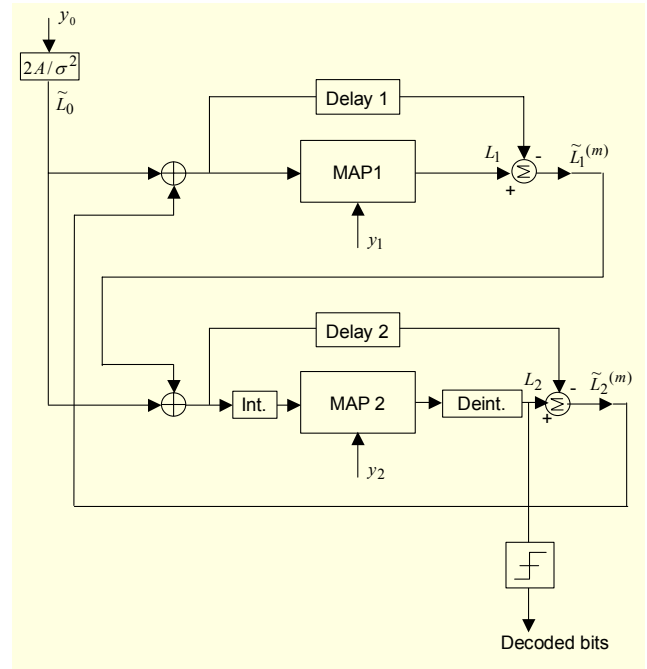 y₀
2A/σ²
L̃₀
Delay 1
MAP1
L₁
-
+
Σ
L̃₁⁽ᵐ⁾
y₁
Delay 2
Int.
MAP 2
Deint.
L₂
-
+
Σ
L̃₂⁽ᵐ⁾
y₂
Decoded bits